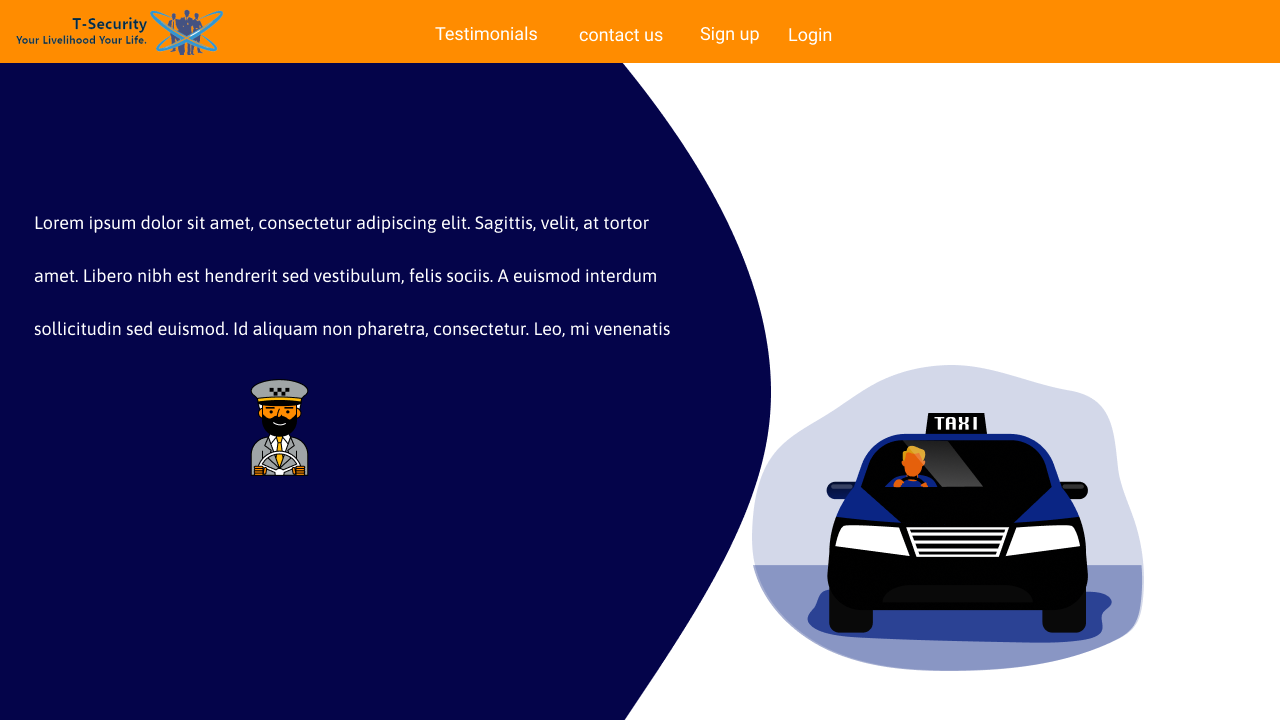 T-Security
Your Livelihood Your Life.
Testimonials
contact us
Sign up
Login
Lorem ipsum dolor sit amet, consectetur adipiscing elit. Sagittis, velit, at tortor
amet. Libero nibh est hendrerit sed vestibulum, felis sociis. A euismod interdum
sollicitudin sed euismod. Id aliquam non pharetra, consectetur. Leo, mi venenatis
TAXI